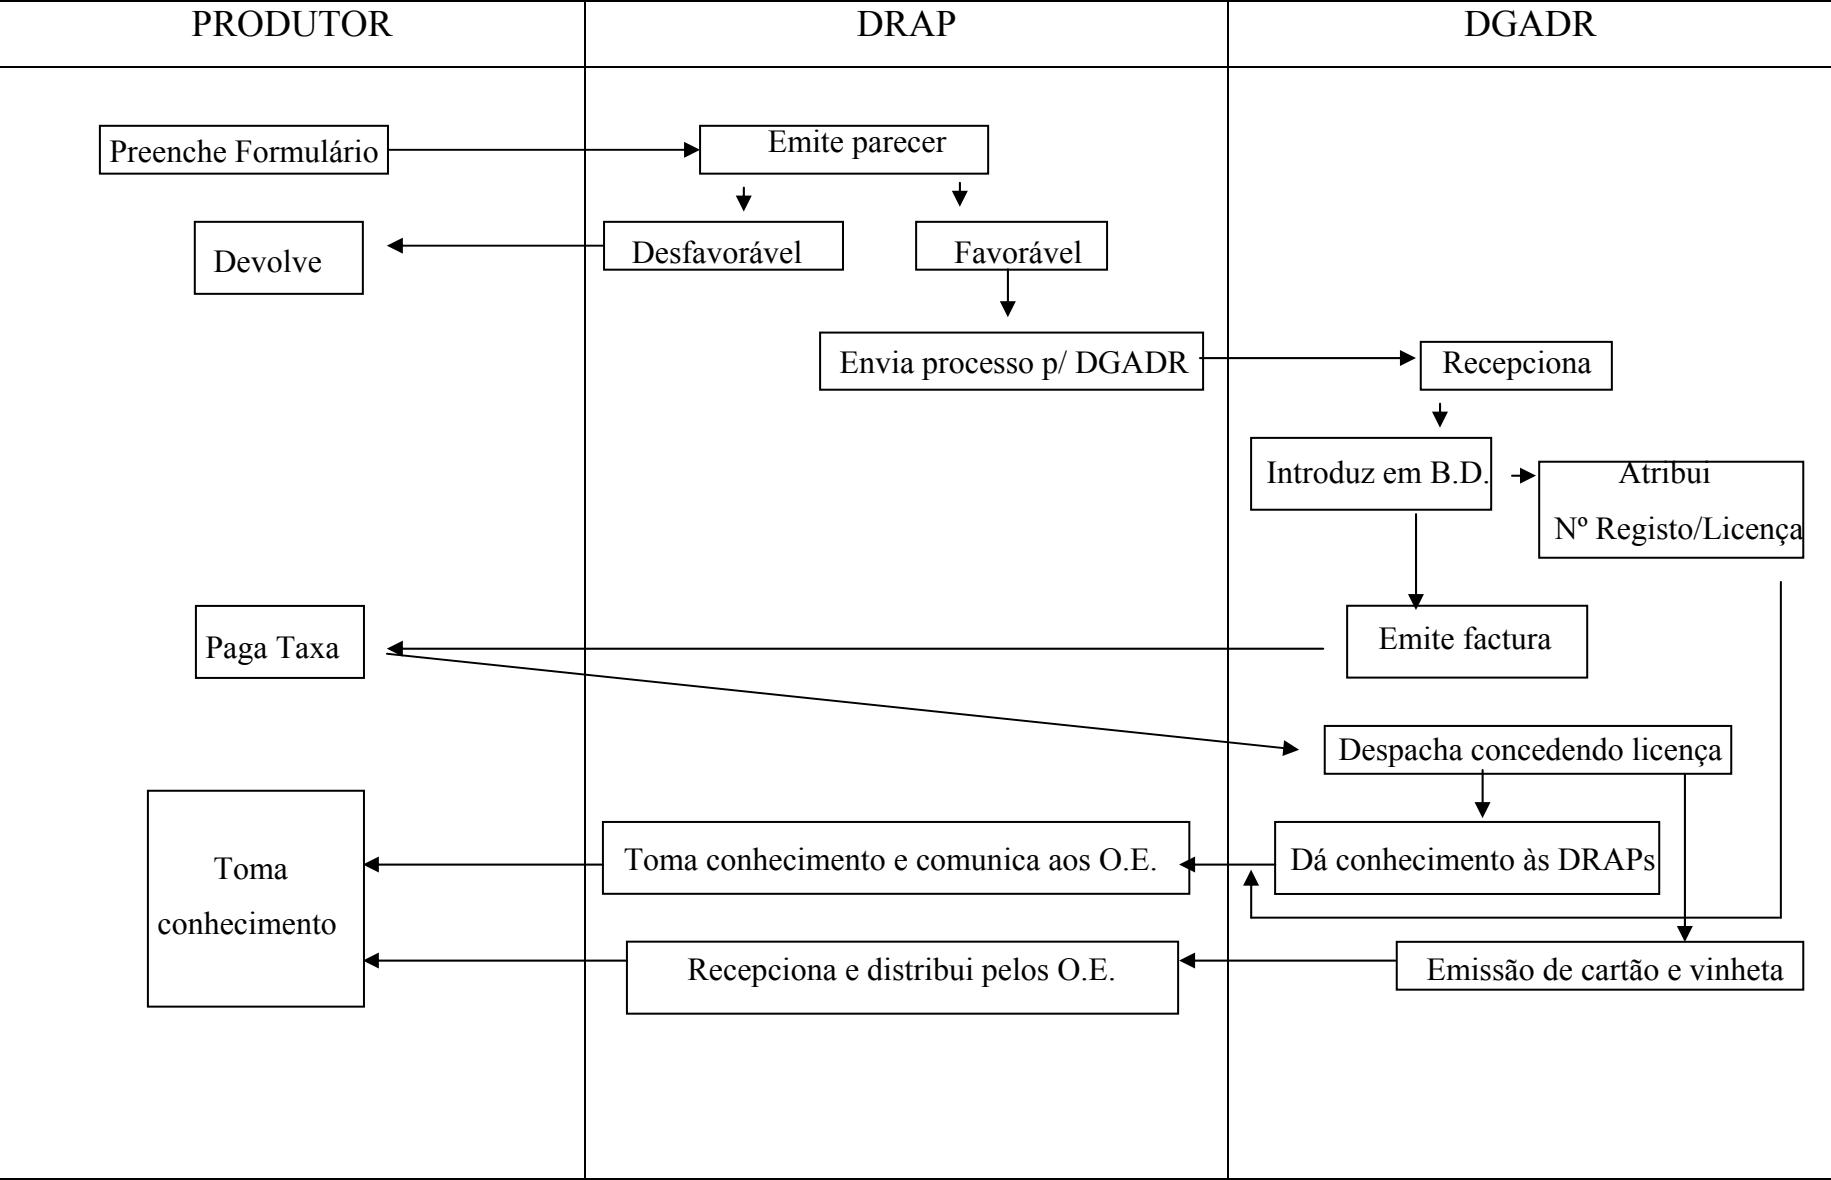 PRODUTOR
DRAP
DGADR
Preenche Formulário
Emite parecer
Devolve
Desfavorável
Favorável
Envia processo p/ DGADR
Recepciona
Introduz em B.D.
Atribui
Nº Registo/Licença
Paga Taxa
Emite factura
Despacha concedendo licença
Toma
conhecimento
Toma conhecimento e comunica aos O.E.
Dá conhecimento às DRAPs
Recepciona e distribui pelos O.E.
Emissão de cartão e vinheta